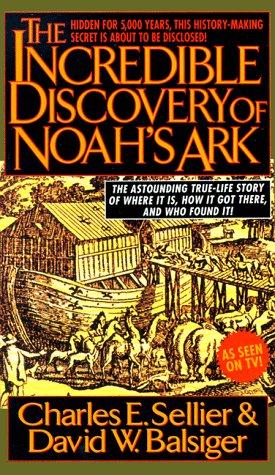 HIDDEN FOR 5,000 YEARS, THIS HISTORY-MAKING
SECRET IS ABOUT TO BE DISCLOSED!
THE
INCREDIBLE
DISCOVERY OF
NOAH'S ARK™
THE ASTOUNDING TRUE-LIFE STORY
OF WHERE IT IS, HOW IT GOT THERE,
AND WHO FOUND IT!
AS SEEN
ON TV!
Charles E. Sellier &
David W. Balsiger